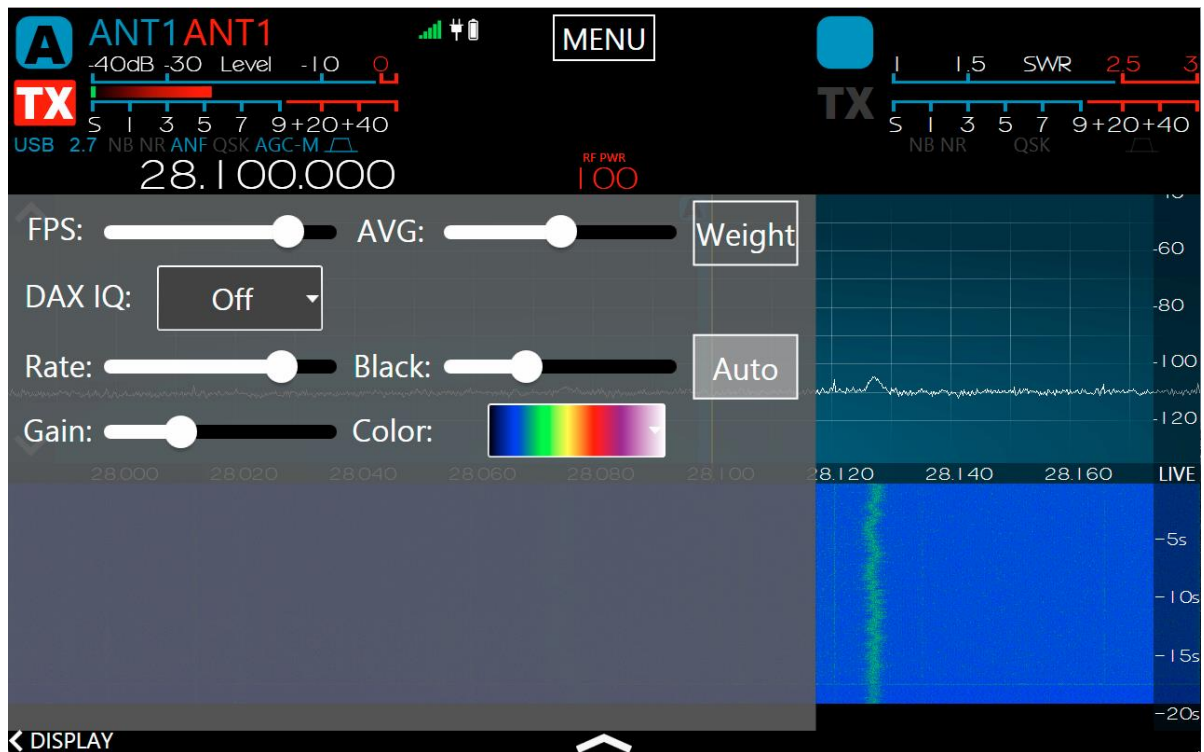 A ANT1 ANT1 MENU
-40dB -30 Level -10 0
1 1.5 SWR 2.5 3
TX
TX
S 1 3 5 7 9+20+40
S 1 3 5 7 9+20+40
USB 2.7 NB NR ANF QSK AGC-M
NB NR QSK
28.100.000
RF PWR
100
FPS: AVG: Weight
-60
DAX IQ: Off
-80
Rate: Black: Auto
-100
Gain: Color:
-120
28.000 28.020 28.040 28.060 28.080 28.100 28.120 28.140 28.160 LIVE
-5s
-10s
-15s
-20s
< DISPLAY